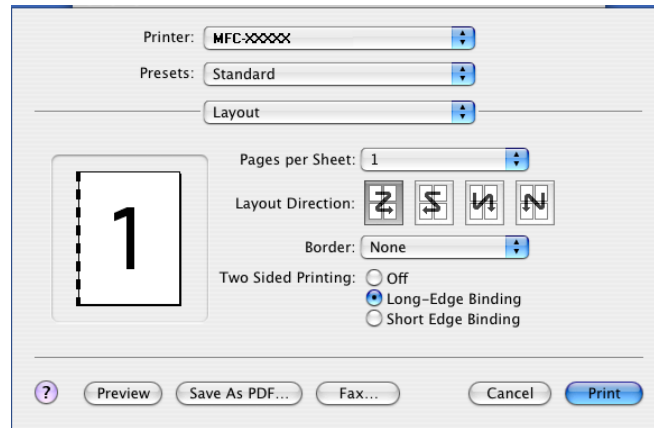 Printer: MFC-XXXXX
Presets: Standard
Layout
Pages per Sheet: 1
Layout Direction:
Border: None
Two Sided Printing: Off
Long-Edge Binding
Short Edge Binding
1
? Preview Save As PDF... Fax... Cancel Print